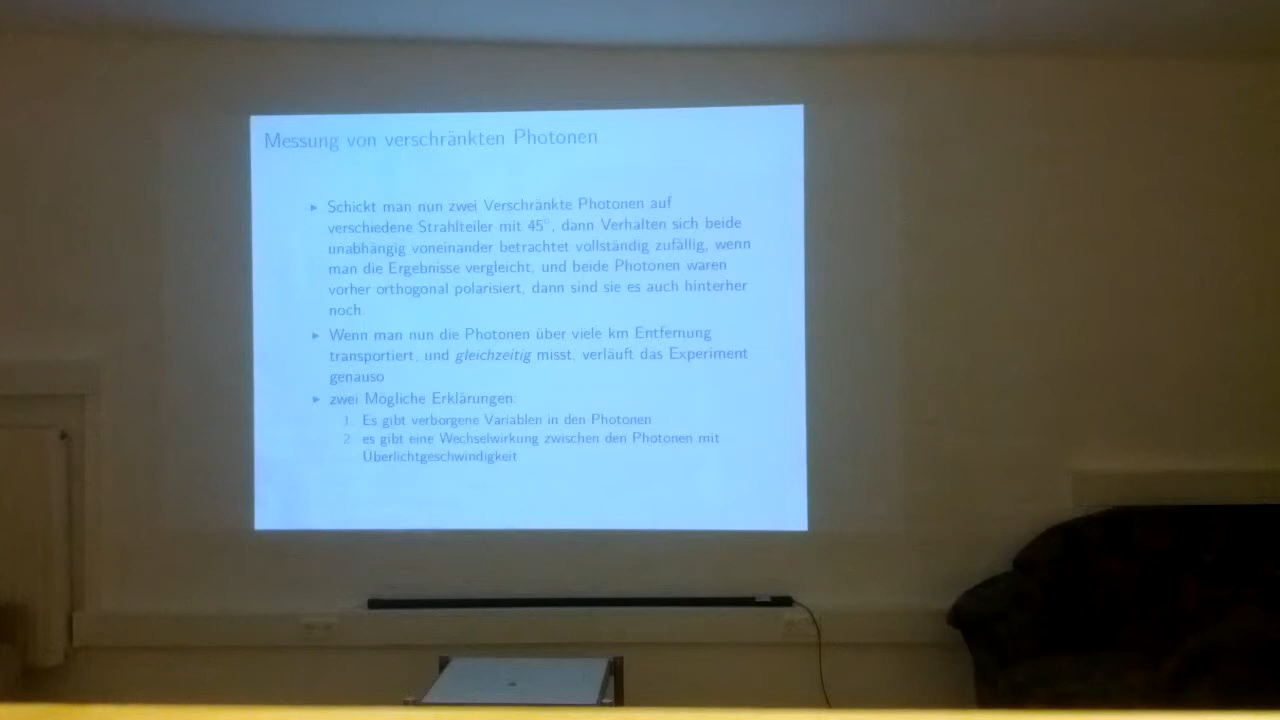 Messung von verschränkten Photonen
▸ Schickt man nun zwei Verschränkte Photonen auf
verschiedene Strahlteiler mit 45°, dann Verhalten sich beide
unabhängig voneinander betrachtet vollständig zufällig, wenn
man die Ergebnisse vergleicht, und beide Photonen waren
vorher orthogonal polarisiert, dann sind sie es auch hinterher
noch.
▸ Wenn man nun die Photonen über viele km Entfernung
transportiert, und gleichzeitig misst, verläuft das Experiment
genauso
▸ zwei Mögliche Erklärungen:
1. Es gibt verborgene Variablen in den Photonen
2. es gibt eine Wechselwirkung zwischen den Photonen mit
Überlichtgeschwindigkeit